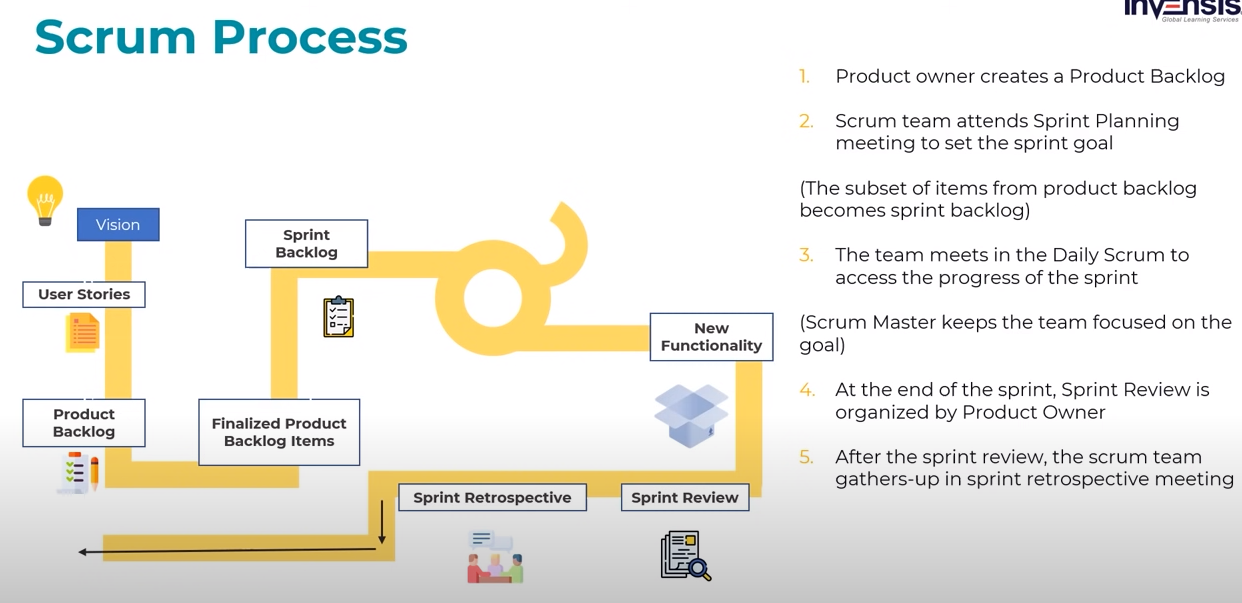 invensis
Global Learning Services
Scrum Process
Vision
User Stories
Product
Backlog
Finalized Product
Backlog Items
Sprint
Backlog
New
Functionality
Sprint Retrospective
Sprint Review
1. Product owner creates a Product Backlog
2. Scrum team attends Sprint Planning
meeting to set the sprint goal
(The subset of items from product backlog
becomes sprint backlog)
3. The team meets in the Daily Scrum to
access the progress of the sprint
(Scrum Master keeps the team focused on the
goal)
4. At the end of the sprint, Sprint Review is
organized by Product Owner
5. After the sprint review, the scrum team
gathers-up in sprint retrospective meeting